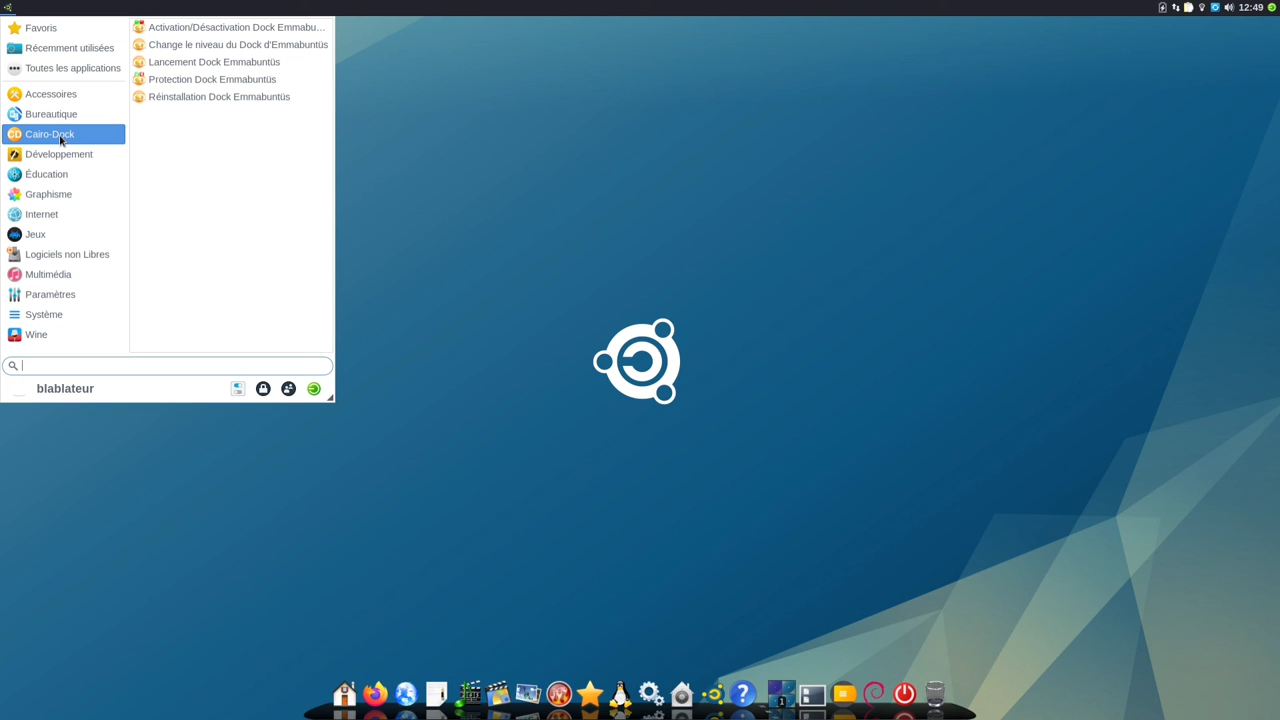 12:49
Favoris
Récemment utilisées
Toutes les applications
Accessoires
Bureautique
Cairo-Dock
Développement
Éducation
Graphisme
Internet
Jeux
Logiciels non Libres
Multimédia
Paramètres
Système
Wine
Activation/Désactivation Dock Emmabu...
Change le niveau du Dock d'Emmabuntüs
Lancement Dock Emmabuntüs
Protection Dock Emmabuntüs
Réinstallation Dock Emmabuntüs
blablateur
1